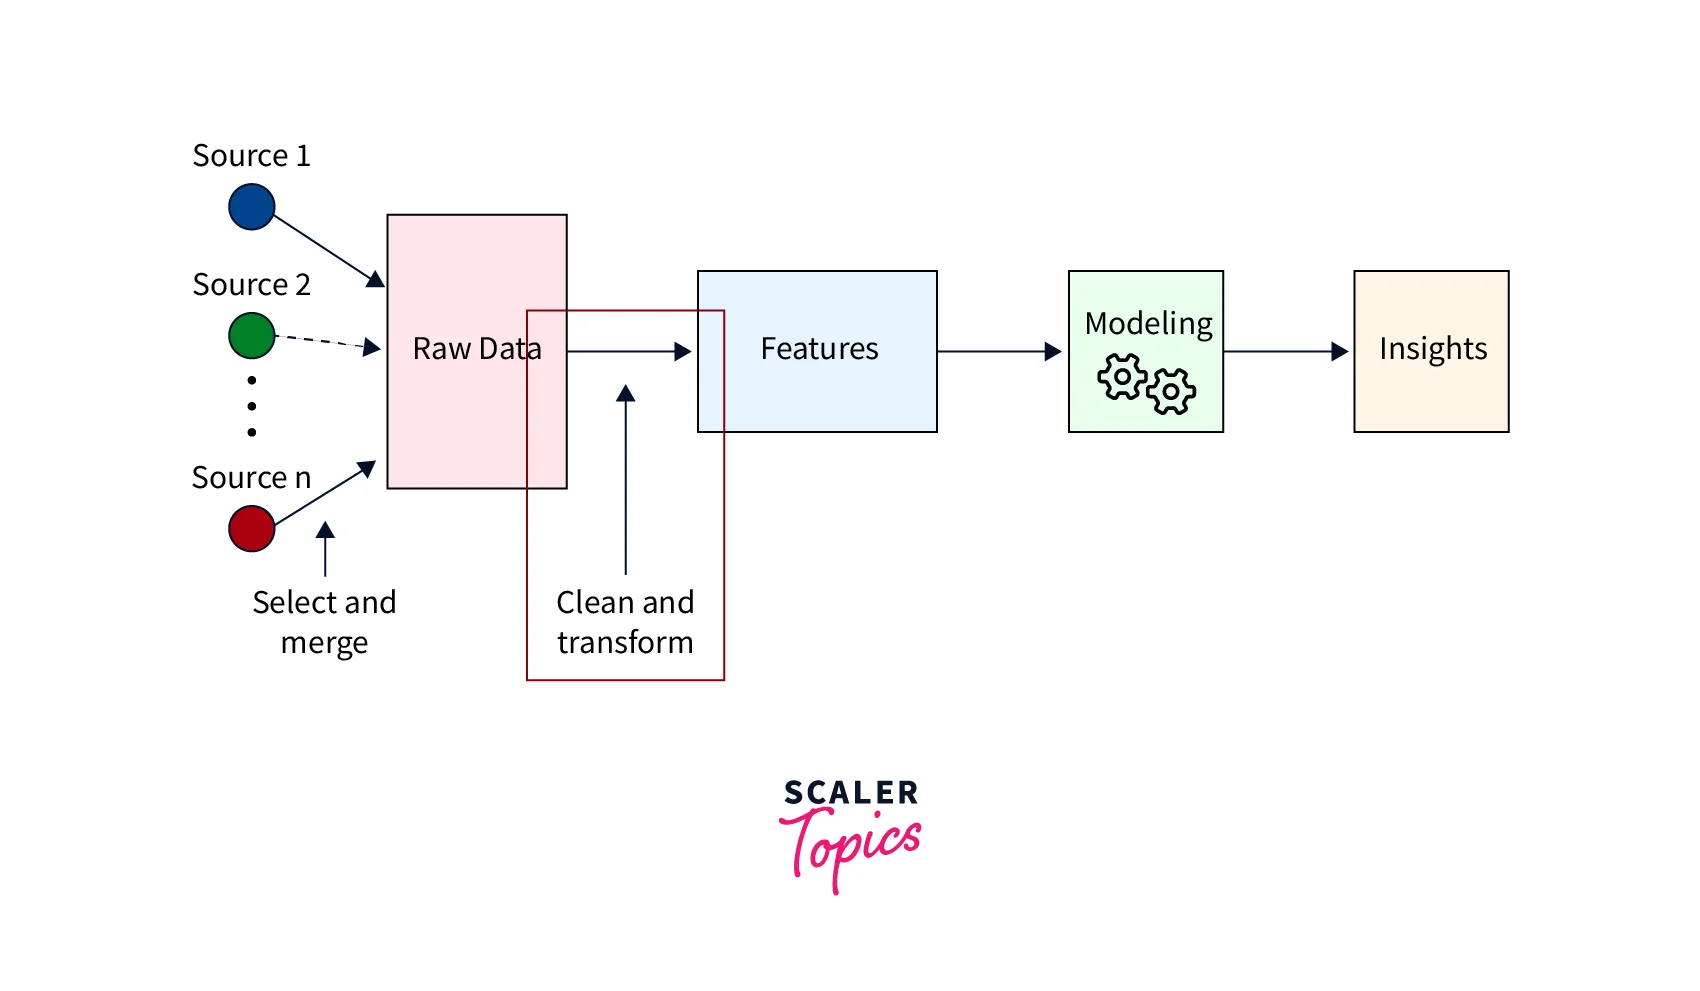 Source 1
Source 2
Source n
Select and
merge
Raw Data
Clean and
transform
Features
Modeling
Insights
SCALER
Topics